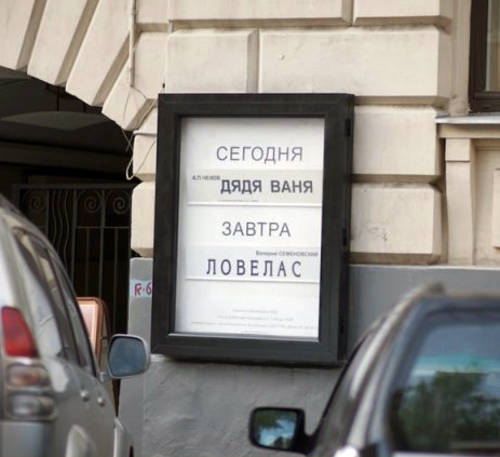 СЕГОДНЯ
А.П.ЧЕХОВ
ДЯДЯ ВАНЯ
ЗАВТРА
Валерий СЕМЕНОВСКИЙ
ЛОВЕЛАС
R-6